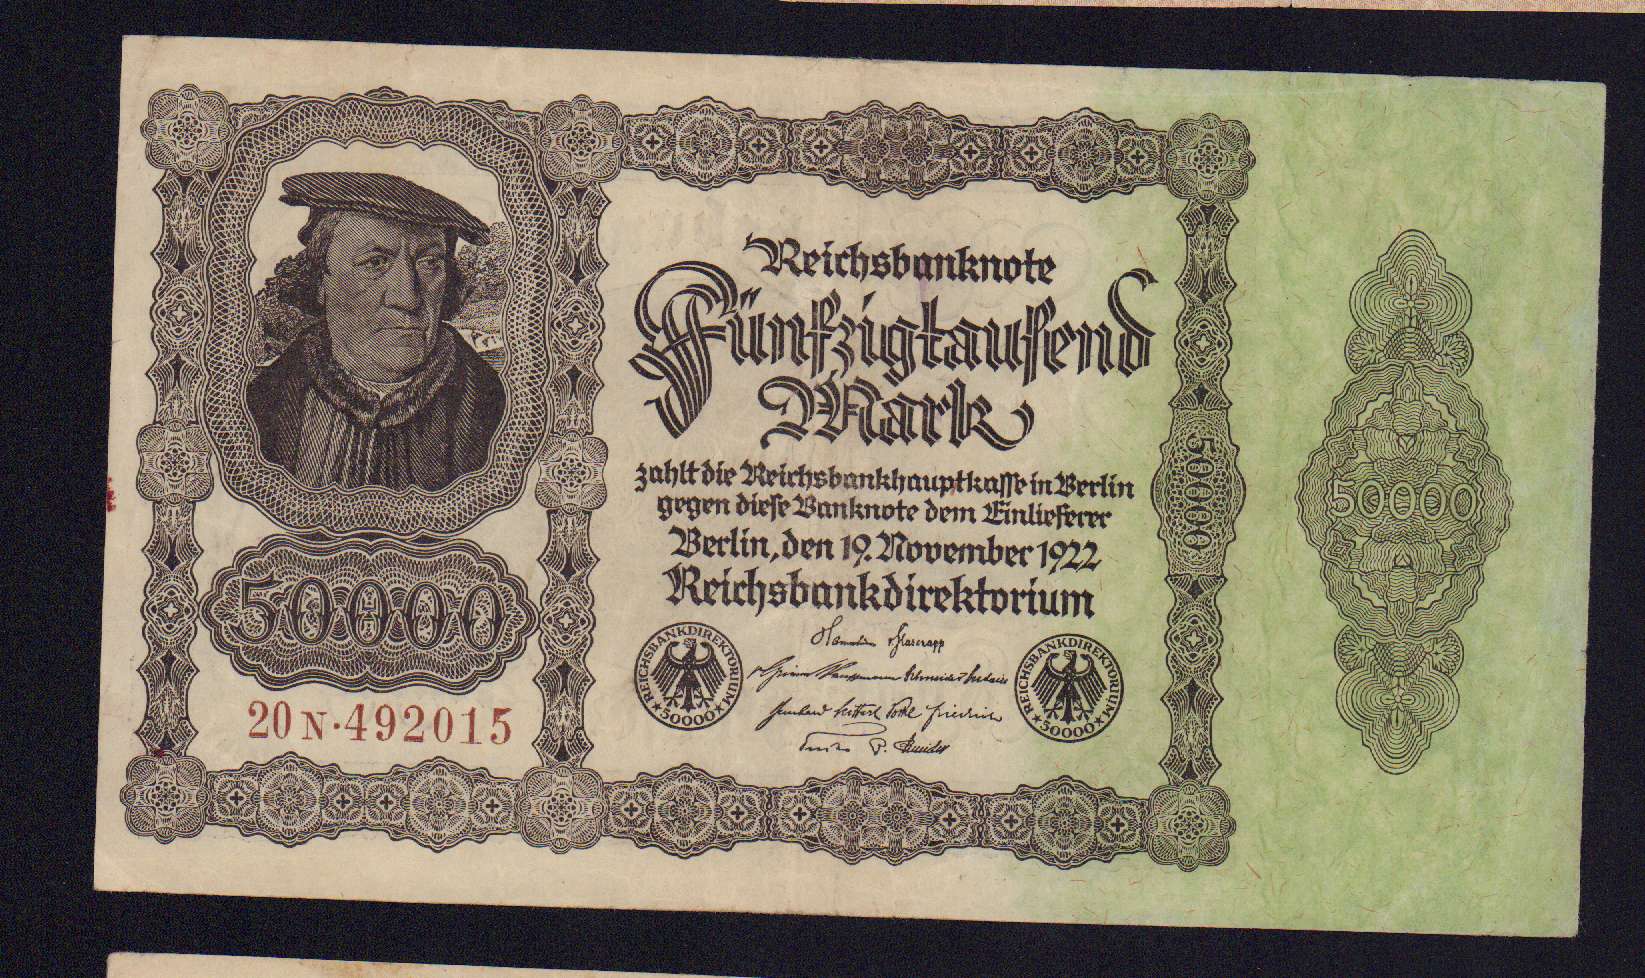 Reichsbanknote
Fünfzigtausend
Mark
zahlt die Reichsbankhauptkasse in Berlin
gegen diese Banknote dem Einlieferer
Berlin, den 19. November 1922
Reichsbankdirektorium
50000
20N·492015
REICHSBANKDIREKTORIUM
★50000★
REICHSBANKDIREKTORIUM
★50000★
50000
50000